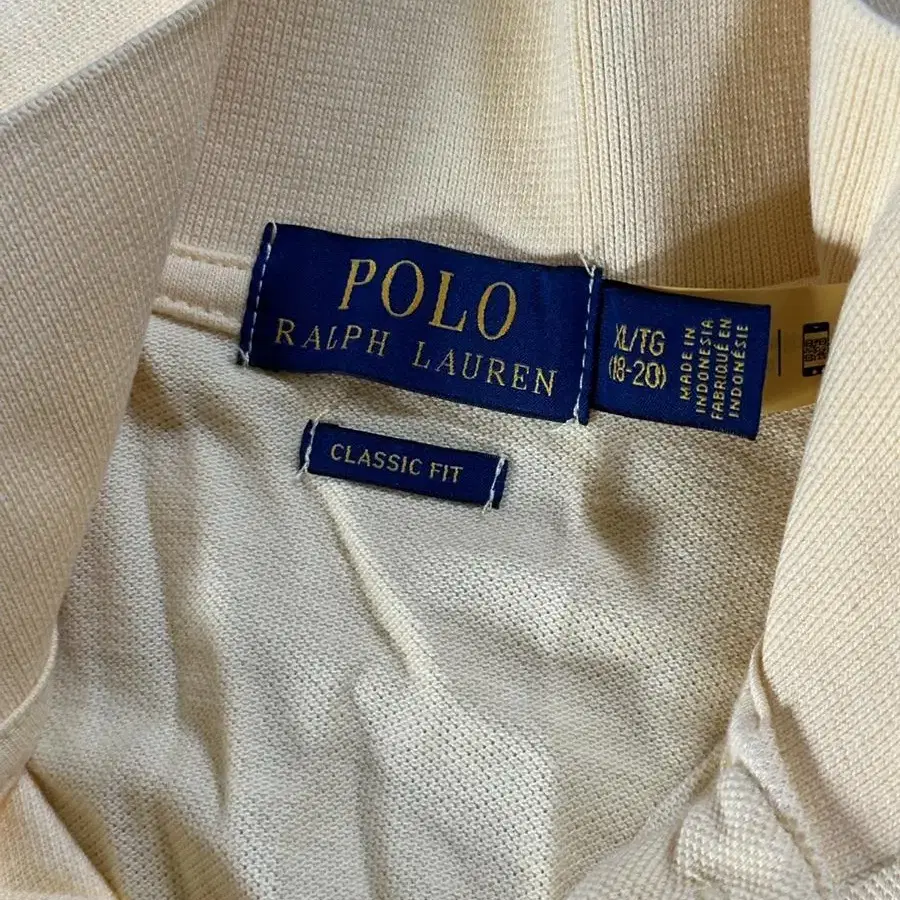 POLO
RALPH LAUREN
XL/TG
(18-20)
MADE IN
INDONESIA
FABRIQUÉ EN
INDONÉSIE
CLASSIC FIT